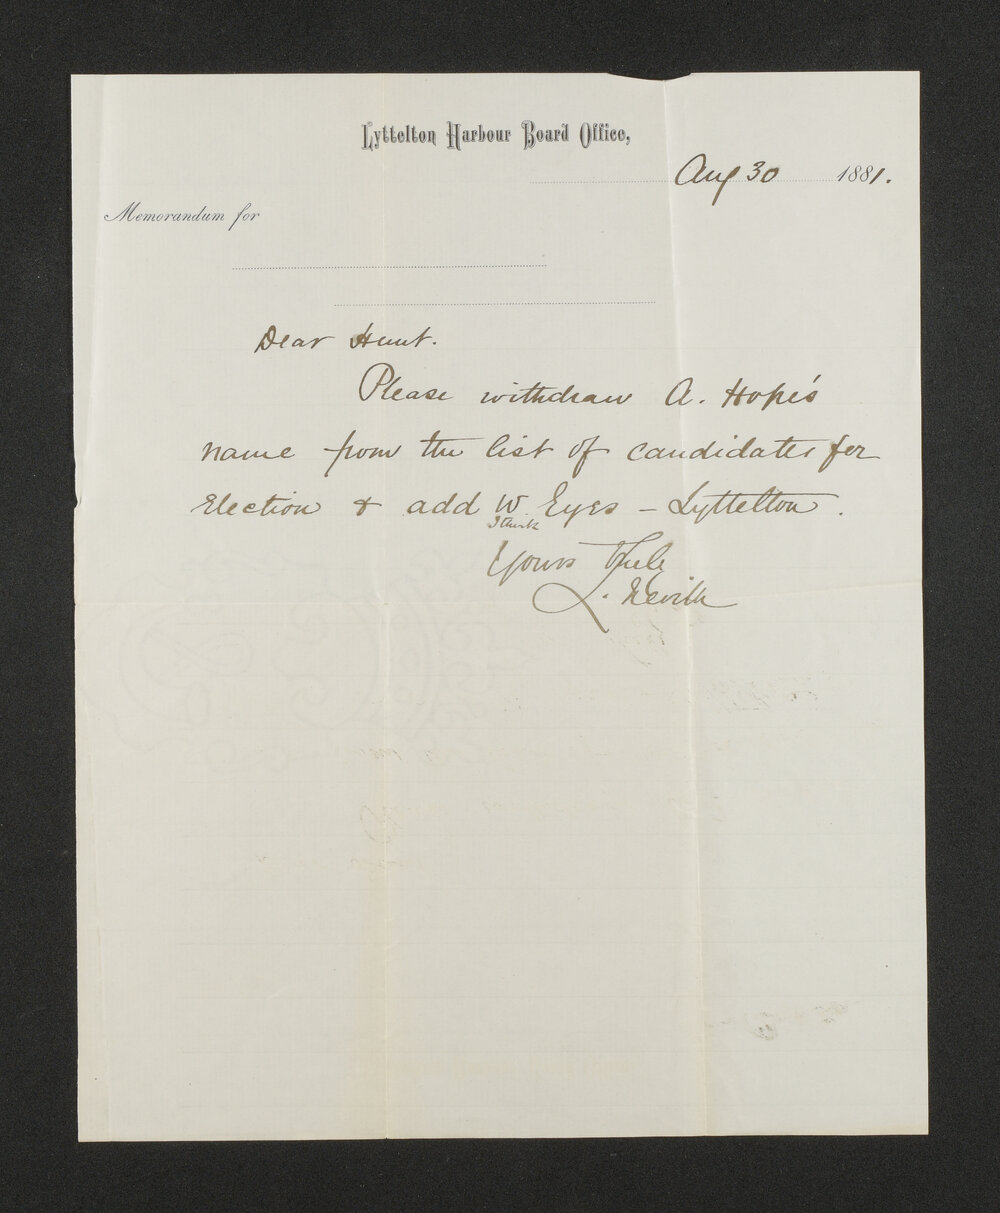 Lyttelton Harbour Board Office,
Aug 30 1881.
Memorandum for
Dear Hunt.
Please withdraw A. Hope's
name from the list of candidates for
Election & add W Eyes - Lyttelton.
I think
Yours Truly
L. Nevill